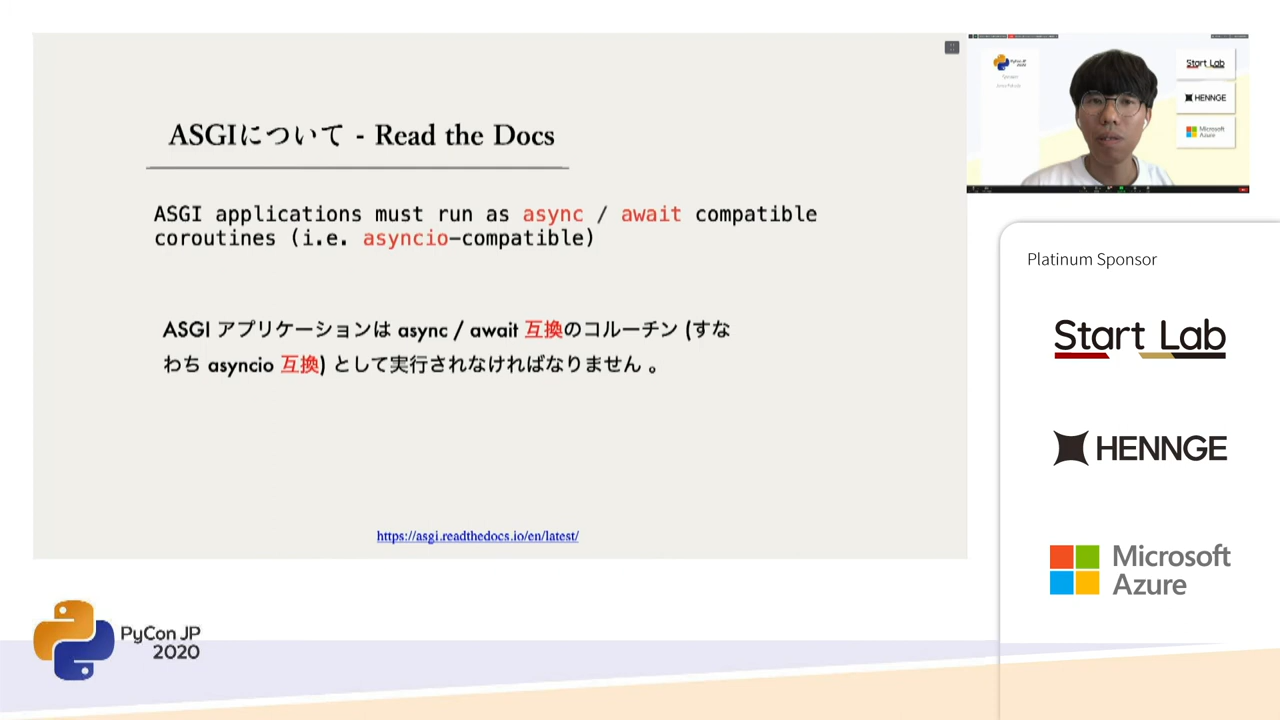 ASGIについて - Read the Docs
ASGI applications must run as async / await compatible
coroutines (i.e. asyncio-compatible)
ASGI アプリケーションは async / await 互換のコルーチン (すな
わち asyncio 互換) として実行されなければなりません 。
https://asgi.readthedocs.io/en/latest/
PyCon JP
2020
Start Lab
HENNGE
Microsoft
Azure
Platinum Sponsor
Start Lab
HENNGE
Microsoft
Azure
PyCon JP
2020